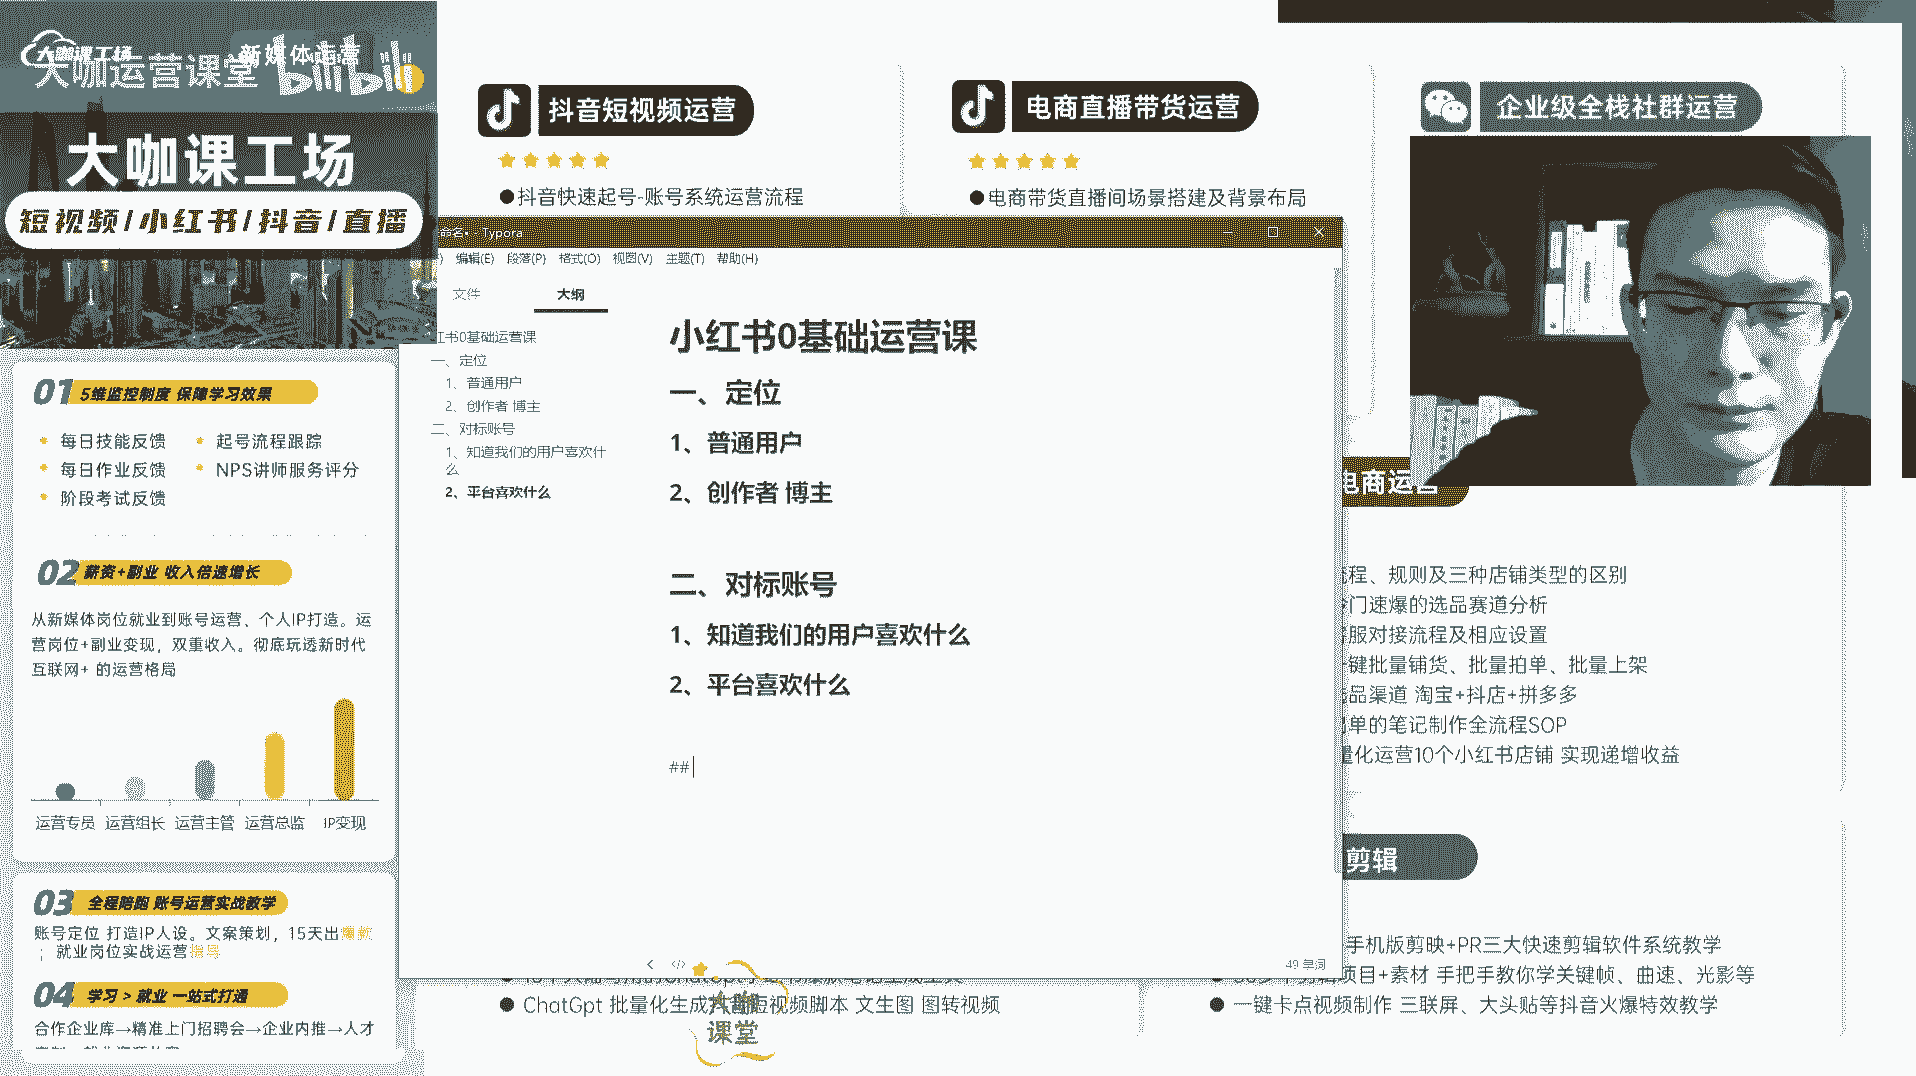 大咖课工场
新媒体运营
大咖运营课堂 bilibili
大咖课工场
短视频/小红书/抖音/直播
01 5维监控制度 保障学习效果
每日技能反馈
起号流程跟踪
每日作业反馈
NPS讲师服务评分
阶段考试反馈
02 薪资+副业 收入倍速增长
从新媒体岗位就业到账号运营、个人IP打造。运
营岗位+副业变现，双重收入。彻底玩透新时代
互联网+ 的运营格局
运营专员 运营组长 运营主管 运营总监 IP变现
03 全程陪跑 账号运营实战教学
账号定位 打造IP人设。文案策划，15天出爆款
；就业岗位实战运营指导
04 学习 > 就业 一站式打通
合作企业库→精准上门招聘会→企业内推→人才
抖音短视频运营
●抖音快速起号-账号系统运营流程
电商直播带货运营
●电商带货直播间场景搭建及背景布局
企业级全栈社群运营
命名• - Typora
编辑(E) 段落(P) 格式(O) 视图(V) 主题(T) 帮助(H)
文件 大纲
红书0基础运营课
一、定位
1、普通用户
2、创作者 博主
二、对标账号
1、知道我们的用户喜欢什
么
2、平台喜欢什么
小红书0基础运营课
一、定位
1、普通用户
2、创作者 博主
二、对标账号
1、知道我们的用户喜欢什么
2、平台喜欢什么
##
</> 49 单词
电商运营
流程、规则及三种店铺类型的区别
门速爆的选品赛道分析
客服对接流程及相应设置
一键批量铺货、批量拍单、批量上架
选品渠道 淘宝+抖店+拼多多
单的笔记制作全流程SOP
量化运营10个小红书店铺 实现递增收益
剪辑
手机版剪映+PR三大快速剪辑软件系统教学
项目+素材 手把手教你学关键帧、曲速、光影等
● 一键卡点视频制作 三联屏、大头贴等抖音火爆特效教学
● ChatGpt 批量化生成抖音短视频脚本 文生图 图转视频
大咖
课堂